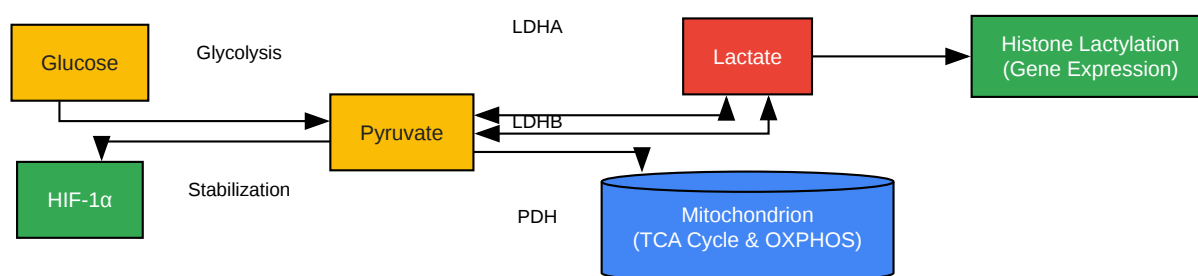 LDHA
Glucose
Glycolysis
Lactate
Histone Lactylation
(Gene Expression)
Pyruvate
LDHB
HIF-1α
Stabilization
PDH
Mitochondrion
(TCA Cycle & OXPHOS)